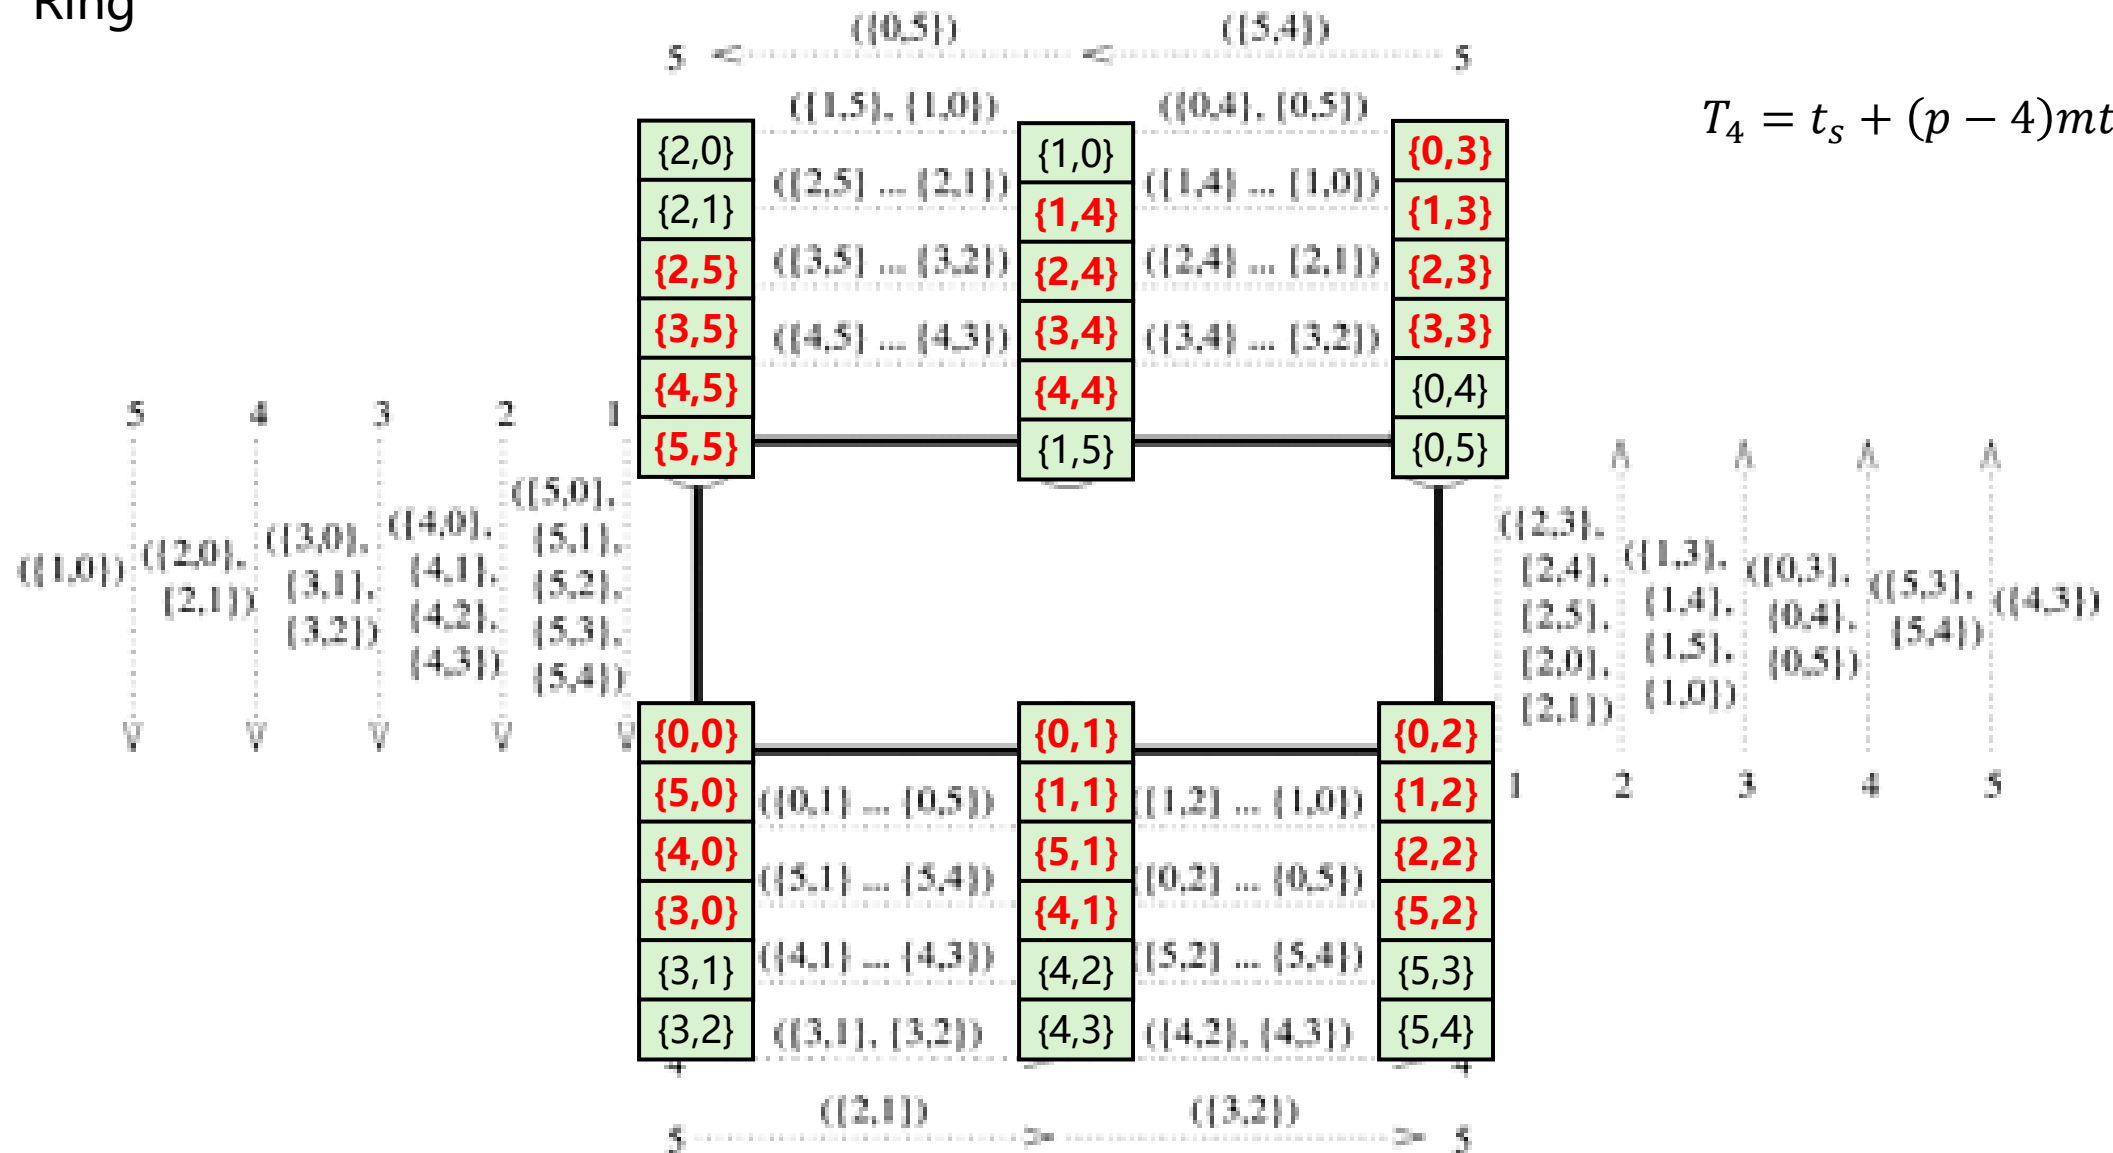 Ring
({0,5}) ({5,4})
5 5
T₄ = tₛ + (p − 4)mt
({1,5}, {1,0}) ({0,4}, {0,5})
{2,0} {1,0} {0,3}
({2,5} ... {2,1}) ({1,4} ... {1,0})
{2,1} {1,4} {1,3}
({3,5} ... {3,2}) ({2,4} ... {2,1})
{2,5} {2,4} {2,3}
({4,5} ... {4,3}) ({3,4} ... {3,2})
{3,5} {3,4} {3,3}
{4,5} {4,4} {0,4}
{5,5} {1,5} {0,5}
5 4 3 2 1
({1,0})
({2,0},
{2,1})
({3,0},
{3,1},
{3,2})
({4,0},
{4,1},
{4,2},
{4,3})
({5,0},
{5,1},
{5,2},
{5,3},
{5,4})
({2,3},
{2,4},
{2,5},
{2,0},
{2,1})
({1,3},
{1,4},
{1,5},
{1,0})
({0,3},
{0,4},
{0,5})
({5,3},
{5,4})
({4,3})
1 2 3 4 5
{0,0} {0,1} {0,2}
{5,0} {1,1} {1,2}
({0,1} ... {0,5}) {1,2} ... {1,0})
{4,0} {5,1} {2,2}
({5,1} ... {5,4}) {0,2} ... {0,5})
{3,0} {4,1} {5,2}
({4,1} ... {4,3}) {5,2} ... {5,4})
{3,1} {4,2} {5,3}
({3,1}, {3,2}) ({4,2}, {4,3})
{3,2} {4,3} {5,4}
4 4
({2,1}) ({3,2})
5 5